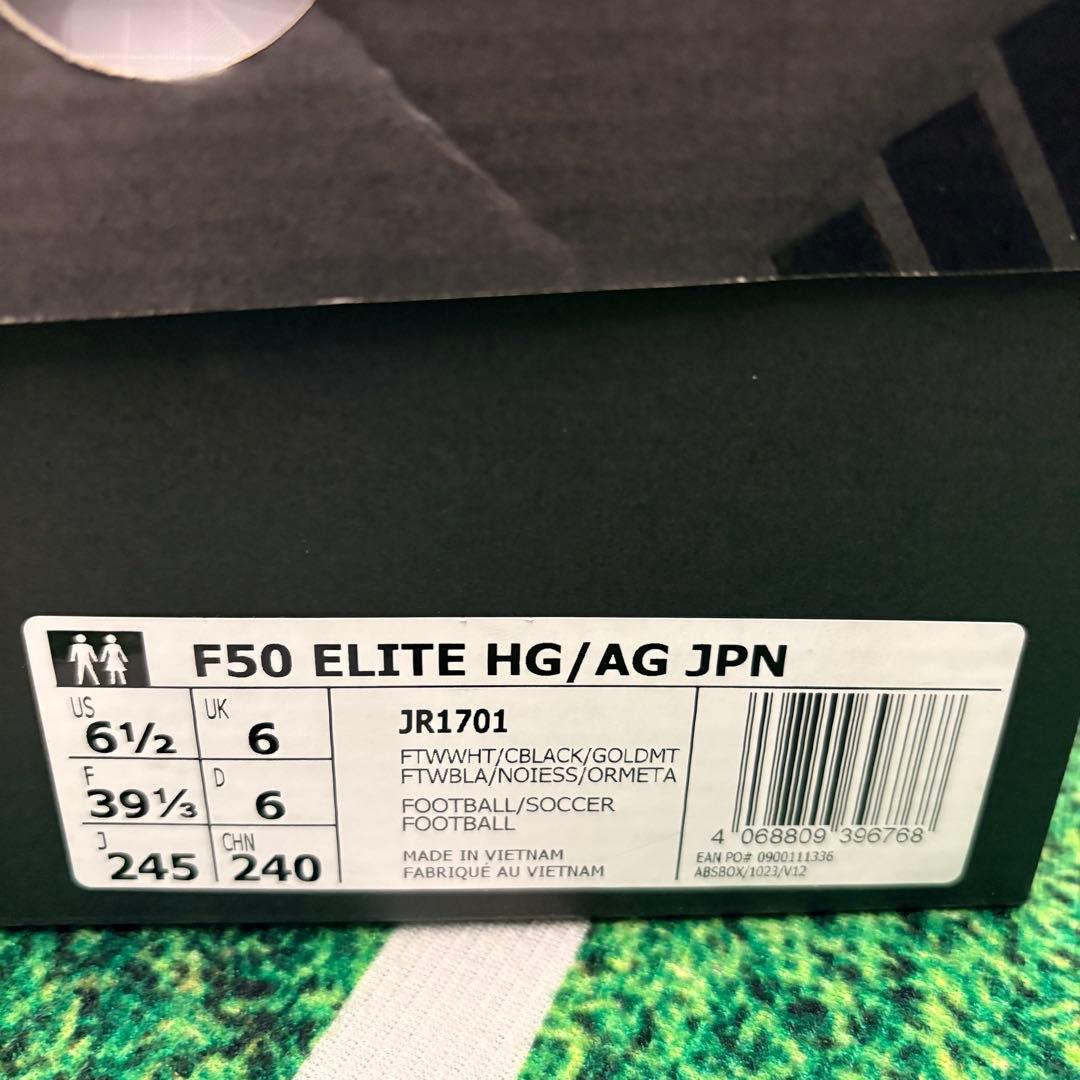 F50 ELITE HG/AG JPN
US
6½
UK
6
F
39⅓
D
6
J
245
CHN
240
JR1701
FTWWHT/CBLACK/GOLDMT
FTWBLA/NOIESS/ORMETA
FOOTBALL/SOCCER
FOOTBALL
MADE IN VIETNAM
FABRIQUÉ AU VIETNAM
4 068809 396768
EAN PO# 0900111336
ABSBOX/1023/V12